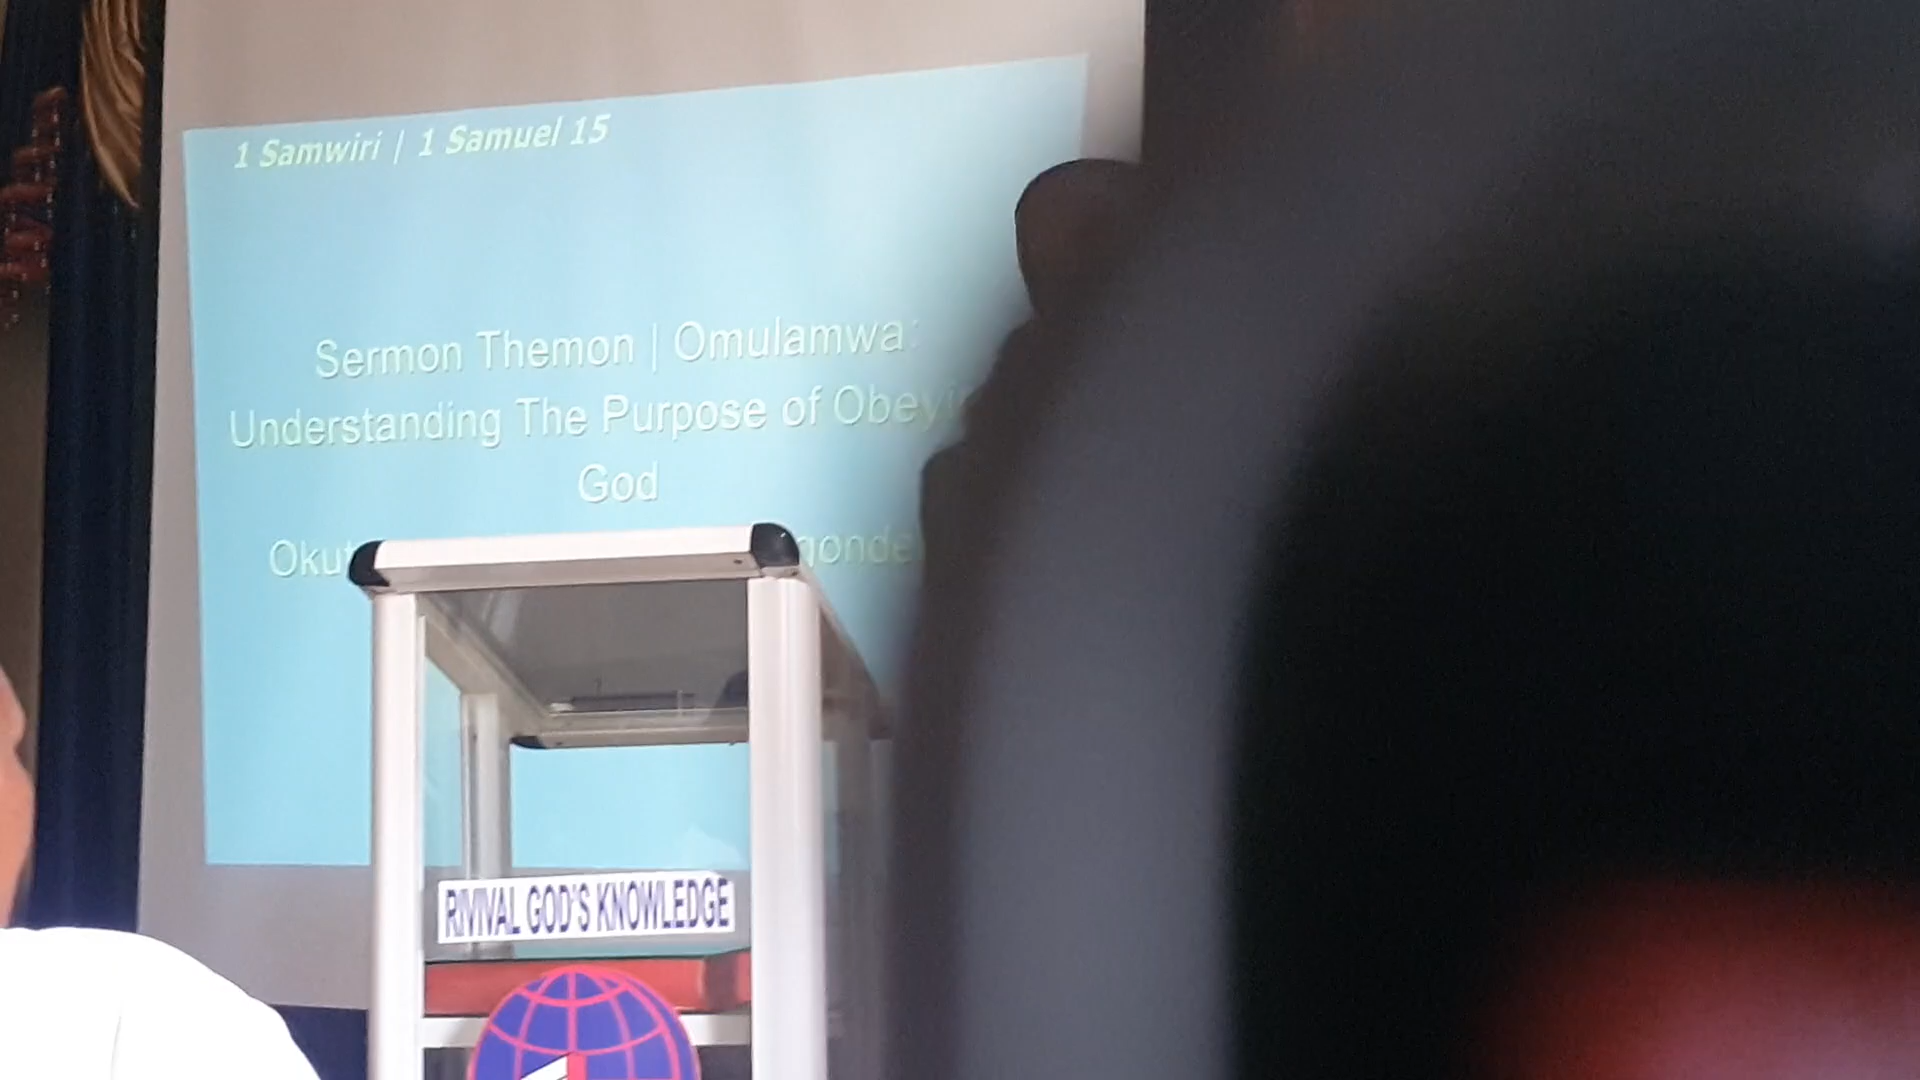 1 Samwiri | 1 Samuel 15
Sermon Themon | Omulamwa:
Understanding The Purpose of
God
RIVIVAL GOD'S KNOWLEDGE